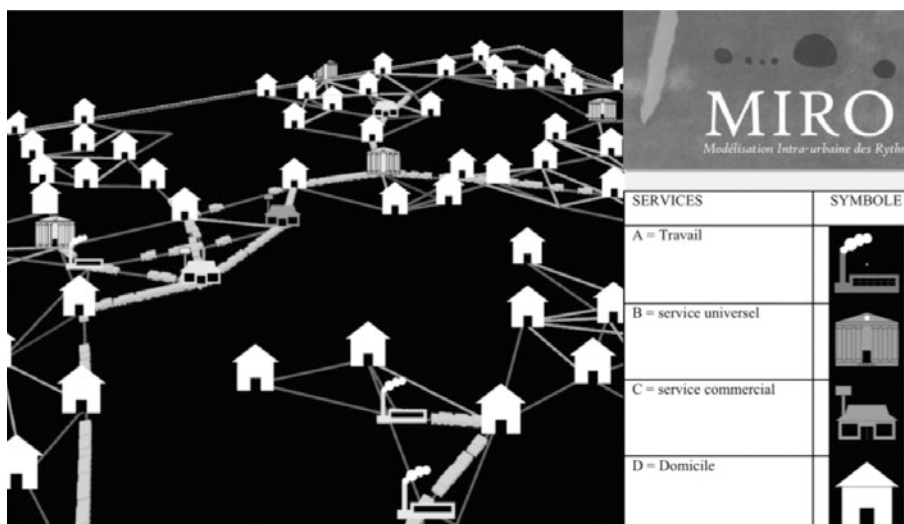 MIRO
Modélisation Intra-urbaine des Rythm
SERVICES SYMBOLE
A = Travail
B = service universel
C = service commercial
D = Domicile